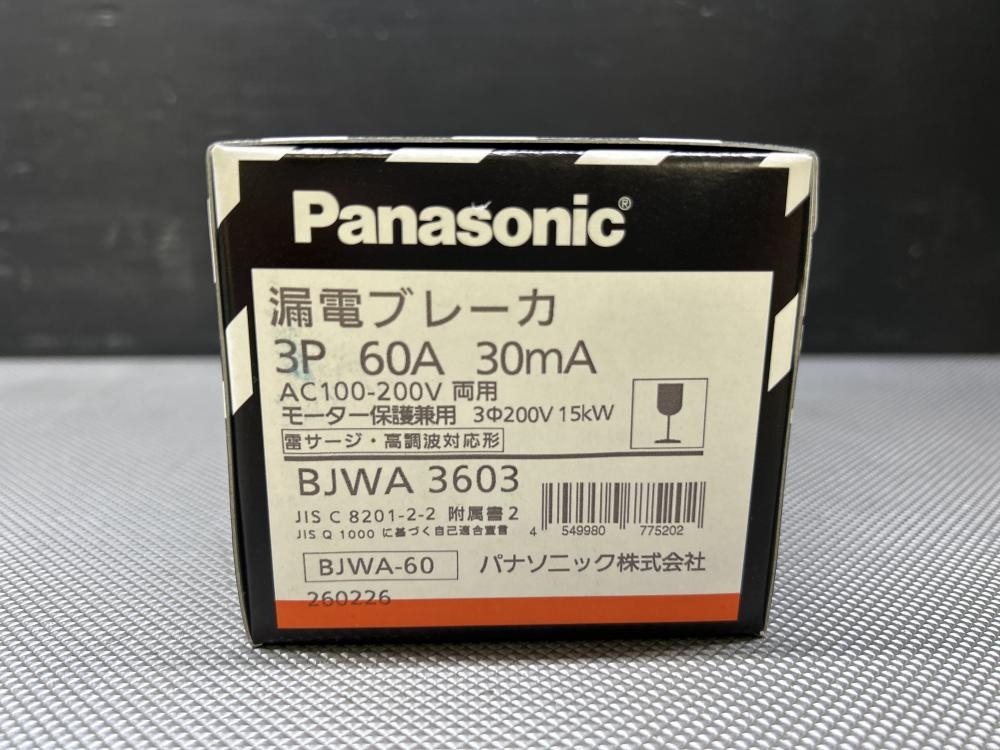 Panasonic®
漏電ブレーカ
3P 60A 30mA
AC100-200V 両用
モーター保護兼用 3Φ200V 15kW
雷サージ・高調波対応形
BJWA 3603
JIS C 8201-2-2 附属書2
JIS Q 1000 に基づく自己適合宣言
4 549980 775202
BJWA-60 パナソニック株式会社
260226